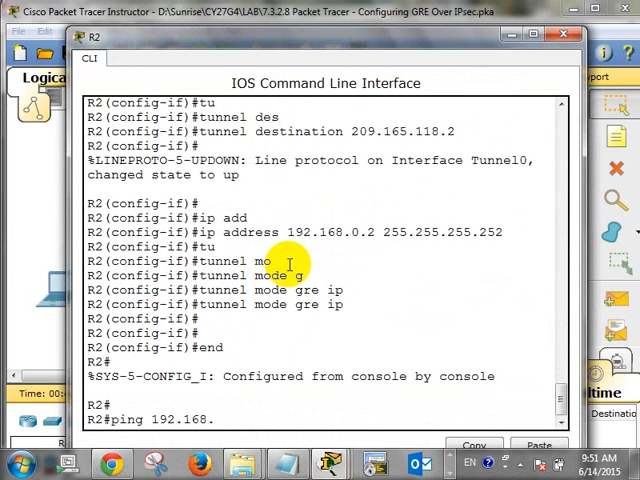 Cisco Packet Tracer Instructor - D:\Sunrise\CY27G4\LAB\7.3.2.8 Packet Tracer - Configuring GRE Over IPsec.pka
File
R2
CLI
Logica
port
IOS Command Line Interface
R2(config-if)#tu
R2(config-if)#tunnel des
R2(config-if)#tunnel destination 209.165.118.2
R2(config-if)#
%LINEPROTO-5-UPDOWN: Line protocol on Interface Tunnel0,
changed state to up
R2(config-if)#
R2(config-if)#ip add
R2(config-if)#ip address 192.168.0.2 255.255.255.252
R2(config-if)#tu
R2(config-if)#tunnel mo
R2(config-if)#tunnel mode g
R2(config-if)#tunnel mode gre ip
R2(config-if)#tunnel mode gre ip
R2(config-if)#
R2(config-if)#
R2(config-if)#end
R2#
%SYS-5-CONFIG_I: Configured from console by console
R2#
R2#ping 192.168.
Time: 00:4
Destinatio
Copy Paste
EN
9:51 AM
6/14/2015